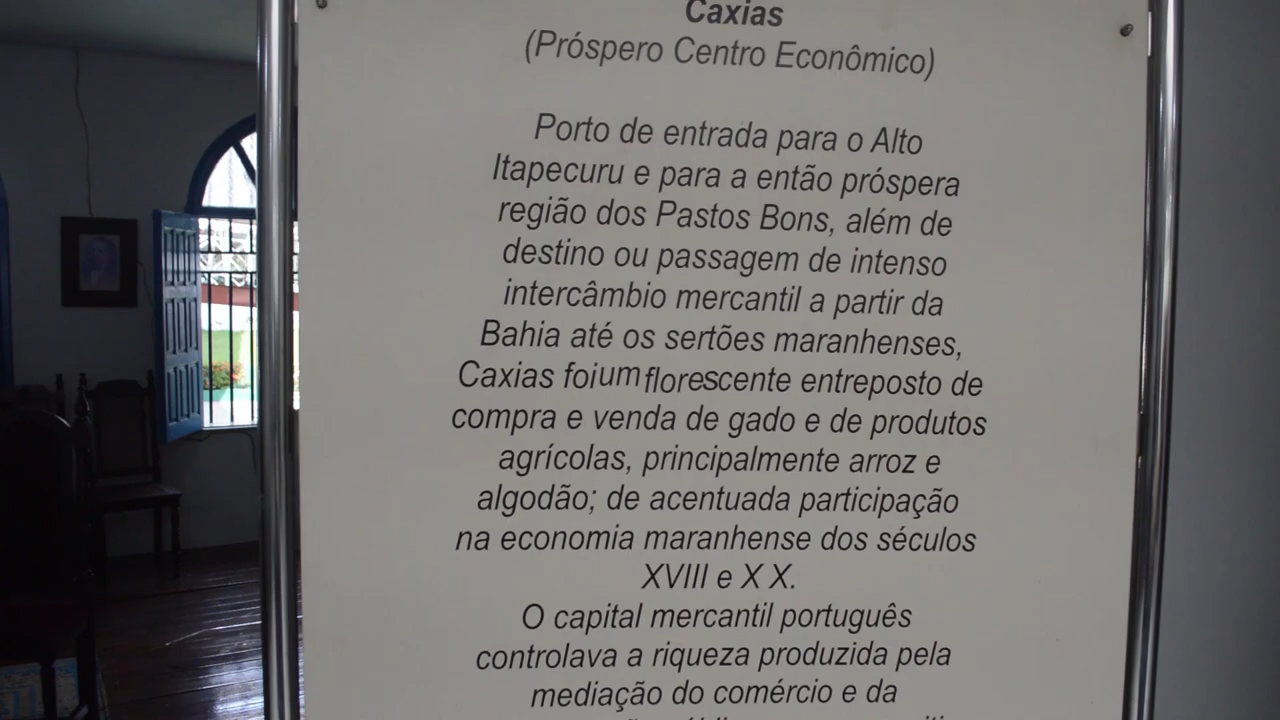 Caxias
(Próspero Centro Econômico)
Porto de entrada para o Alto
Itapecuru e para a então próspera
região dos Pastos Bons, além de
destino ou passagem de intenso
intercâmbio mercantil a partir da
Bahia até os sertões maranhenses,
Caxias foi um florescente entreposto de
compra e venda de gado e de produtos
agrícolas, principalmente arroz e
algodão; de acentuada participação
na economia maranhense dos séculos
XVIII e X X.
O capital mercantil português
controlava a riqueza produzida pela
mediação do comércio e da